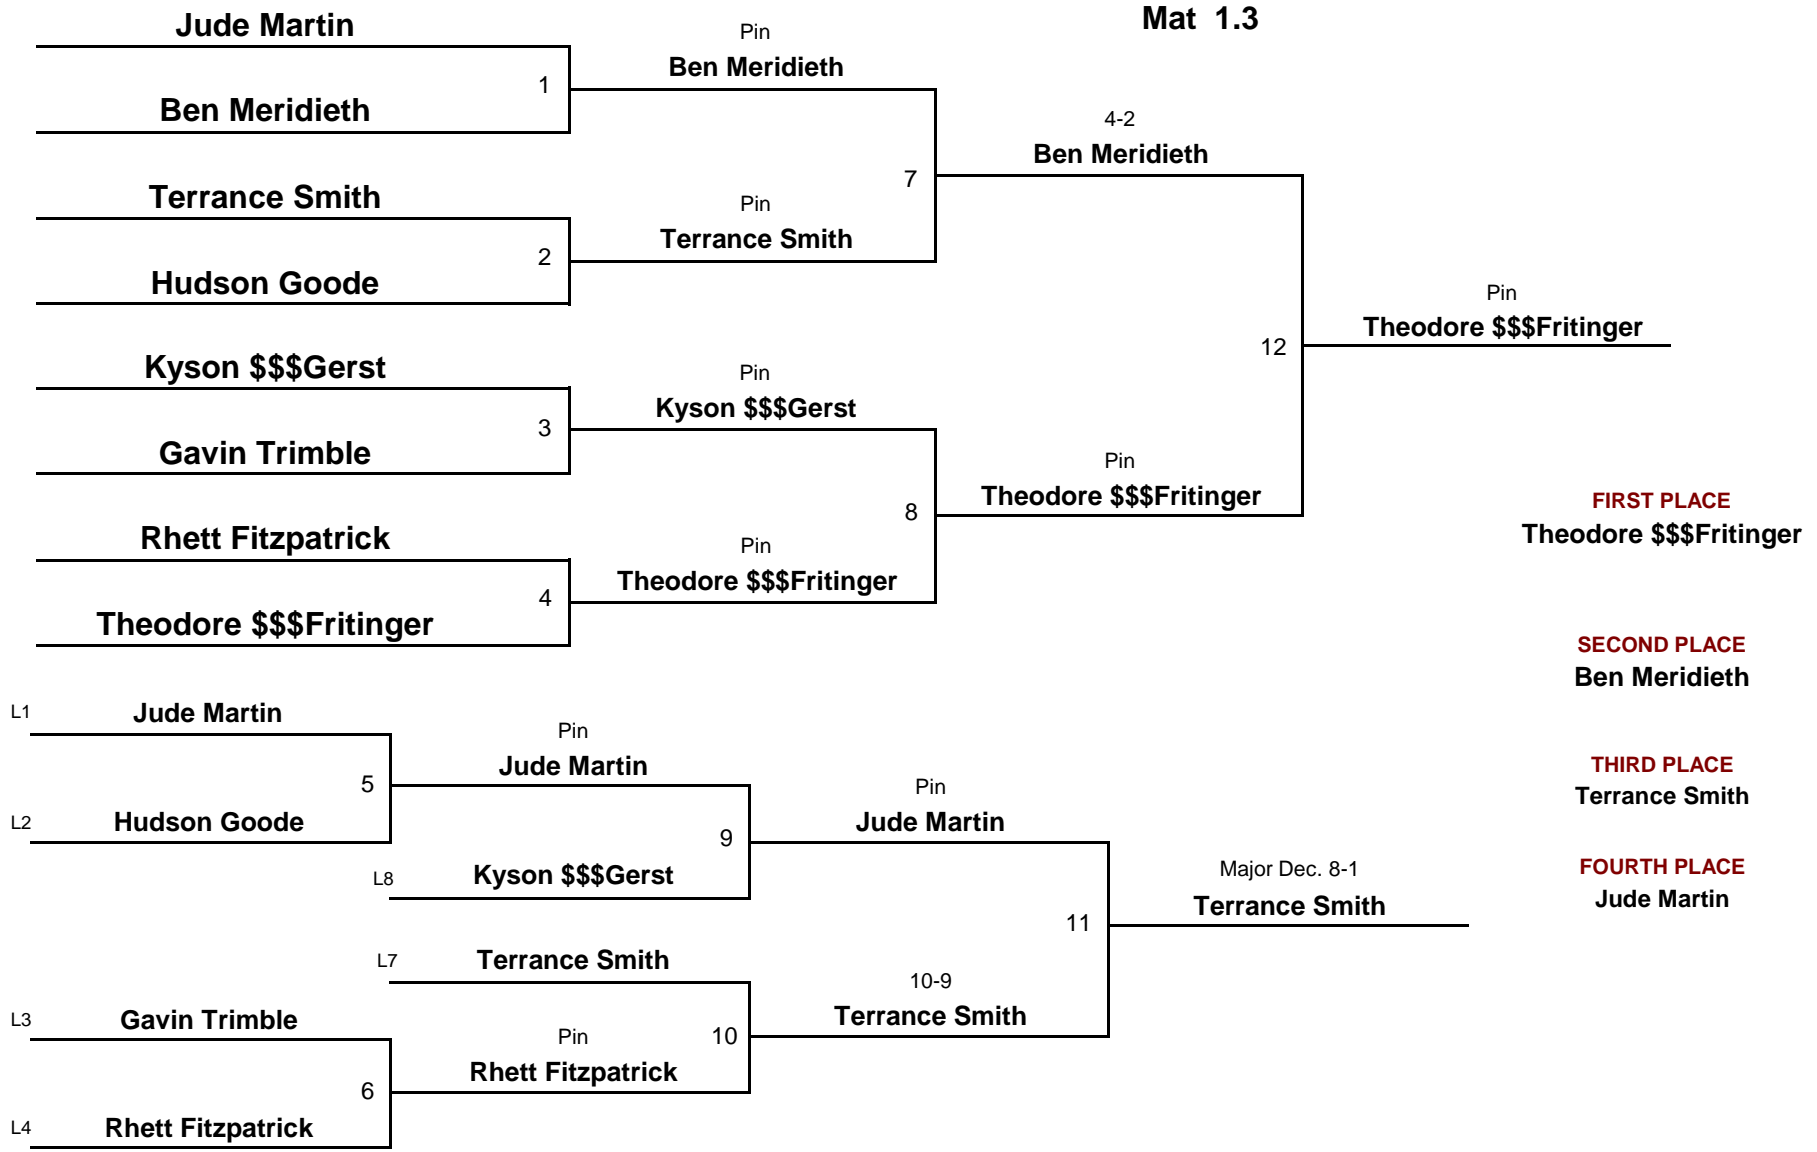 Mat 1.3
Jude Martin
Pin
Ben Meridieth
1
Ben Meridieth
4-2
Ben Meridieth
7
Terrance Smith
Pin
Terrance Smith
2
Hudson Goode
Pin
Theodore $$$Fritinger
12
Kyson $$$Gerst
Pin
Kyson $$$Gerst
3
Gavin Trimble
Pin
Theodore $$$Fritinger
8
Rhett Fitzpatrick
Pin
Theodore $$$Fritinger
4
Theodore $$$Fritinger
FIRST PLACE
Theodore $$$Fritinger
SECOND PLACE
Ben Meridieth
THIRD PLACE
Terrance Smith
FOURTH PLACE
Jude Martin
L1 Jude Martin
Pin
Jude Martin
5
L2 Hudson Goode
Pin
Jude Martin
9
L8 Kyson $$$Gerst
Major Dec. 8-1
Terrance Smith
11
L7 Terrance Smith
10-9
Terrance Smith
L3 Gavin Trimble
Pin
10
Rhett Fitzpatrick
6
L4 Rhett Fitzpatrick